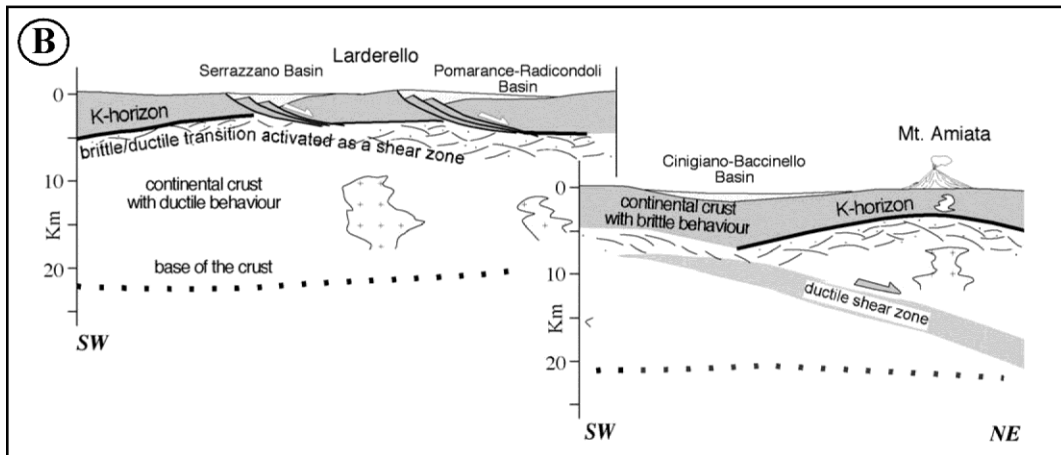 B
Larderello
Serrazzano Basin
Pomarance-Radicondoli
Basin
0
K-horizon
brittle/ductile transition activated as a shear zone
10
continental crust
with ductile behaviour
Km
base of the crust
20
SW
Mt. Amiata
Cinigiano-Baccinello
Basin
0
continental crust
with brittle behaviour
K-horizon
10
ductile shear zone
Km
20
SW
NE